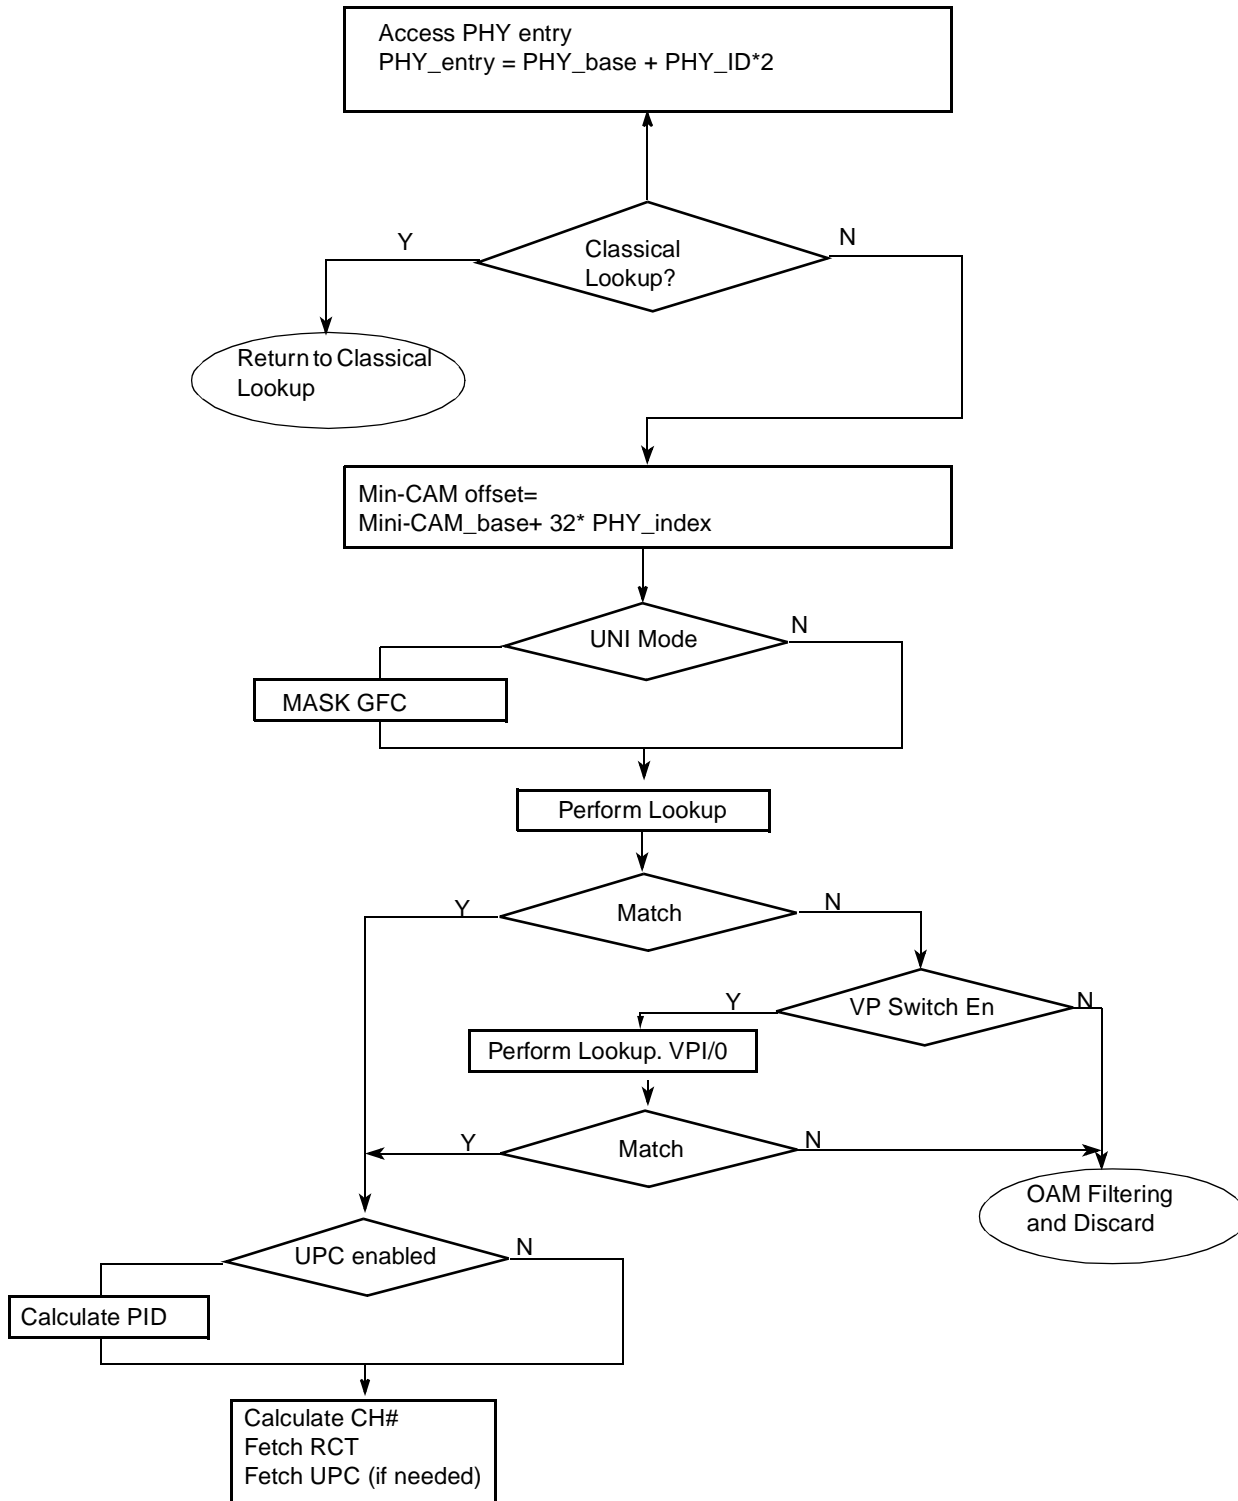 Access PHY entry
PHY_entry = PHY_base + PHY_ID*2
Y
N
Classical
Lookup?
Return to Classical
Lookup
Min-CAM offset=
Mini-CAM_base+ 32* PHY_index
UNI Mode
N
MASK GFC
Perform Lookup
Y
Match
N
Y
VP Switch En
N
Perform Lookup. VPI/0
Y
Match
N
OAM Filtering
and Discard
UPC enabled
N
Calculate PID
Calculate CH#
Fetch RCT
Fetch UPC (if needed)